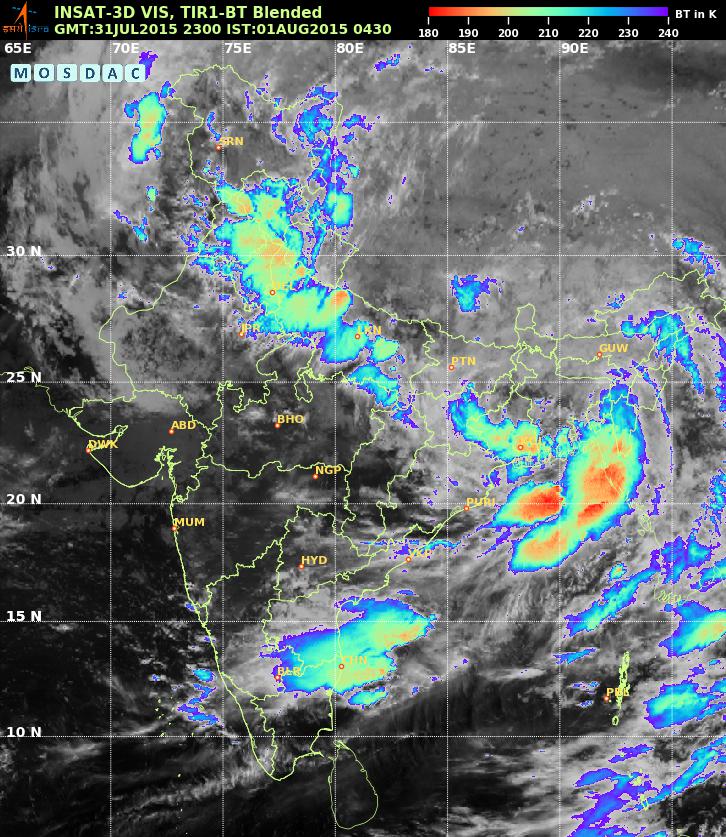 INSAT-3D VIS, TIR1-BT Blended
GMT:31JUL2015 2300 IST:01AUG2015 0430
BT in K
180 190 200 210 220 230 240
65E 70E 75E 80E 85E 90E
MOSDAC
SRN
30 N
JPR
LKN
PTN
GUW
25 N
ABD
BHO
DWK
NGP
20 N
PURI
MUM
HYD
15 N
CHN
BLR
PBL
10 N